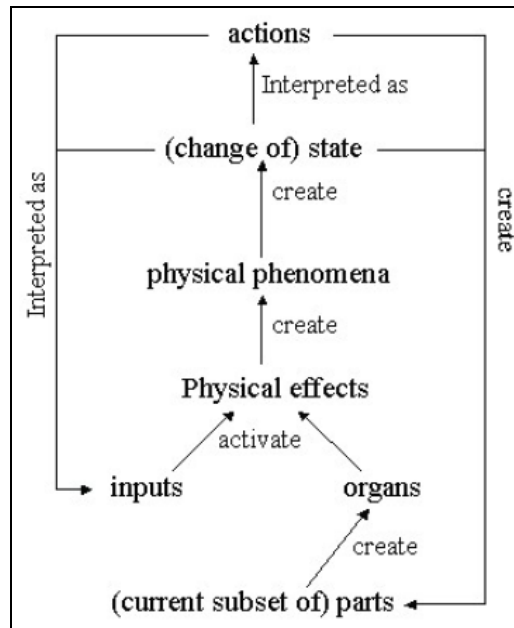 actions
Interpreted as
(change of) state
create
Interpreted as
create
physical phenomena
create
Physical effects
activate
inputs
organs
create
(current subset of) parts